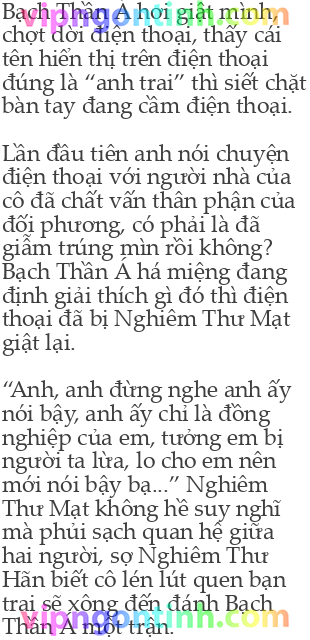 Bạch Thần Á hơi giật mình,
chợt dời điện thoại, thấy cái
tên hiển thị trên điện thoại
đúng là “anh trai” thì siết chặt
bàn tay đang cầm điện thoại.
Lần đầu tiên anh nói chuyện
điện thoại với người nhà của
cô đã chất vấn thân phận của
đối phương, có phải là đã
giẫm trúng mìn rồi không?
Bạch Thần Á há miệng đang
định giải thích gì đó thì điện
thoại đã bị Nghiêm Thư Mạt
giật lại.
“Anh, anh đừng nghe anh ấy
nói bậy, anh ấy chỉ là đồng
nghiệp của em, tưởng em bị
người ta lừa, lo cho em nên
mới nói bậy bạ...” Nghiêm
Thư Mạt không hề suy nghĩ
mà phủi sạch quan hệ giữa
hai người, sợ Nghiêm Thư
Hãn biết cô lén lút quen bạn
trai sẽ xông đến đánh Bạch
Thần Á một trận.
vipngontinh.com
vipngontinh.com